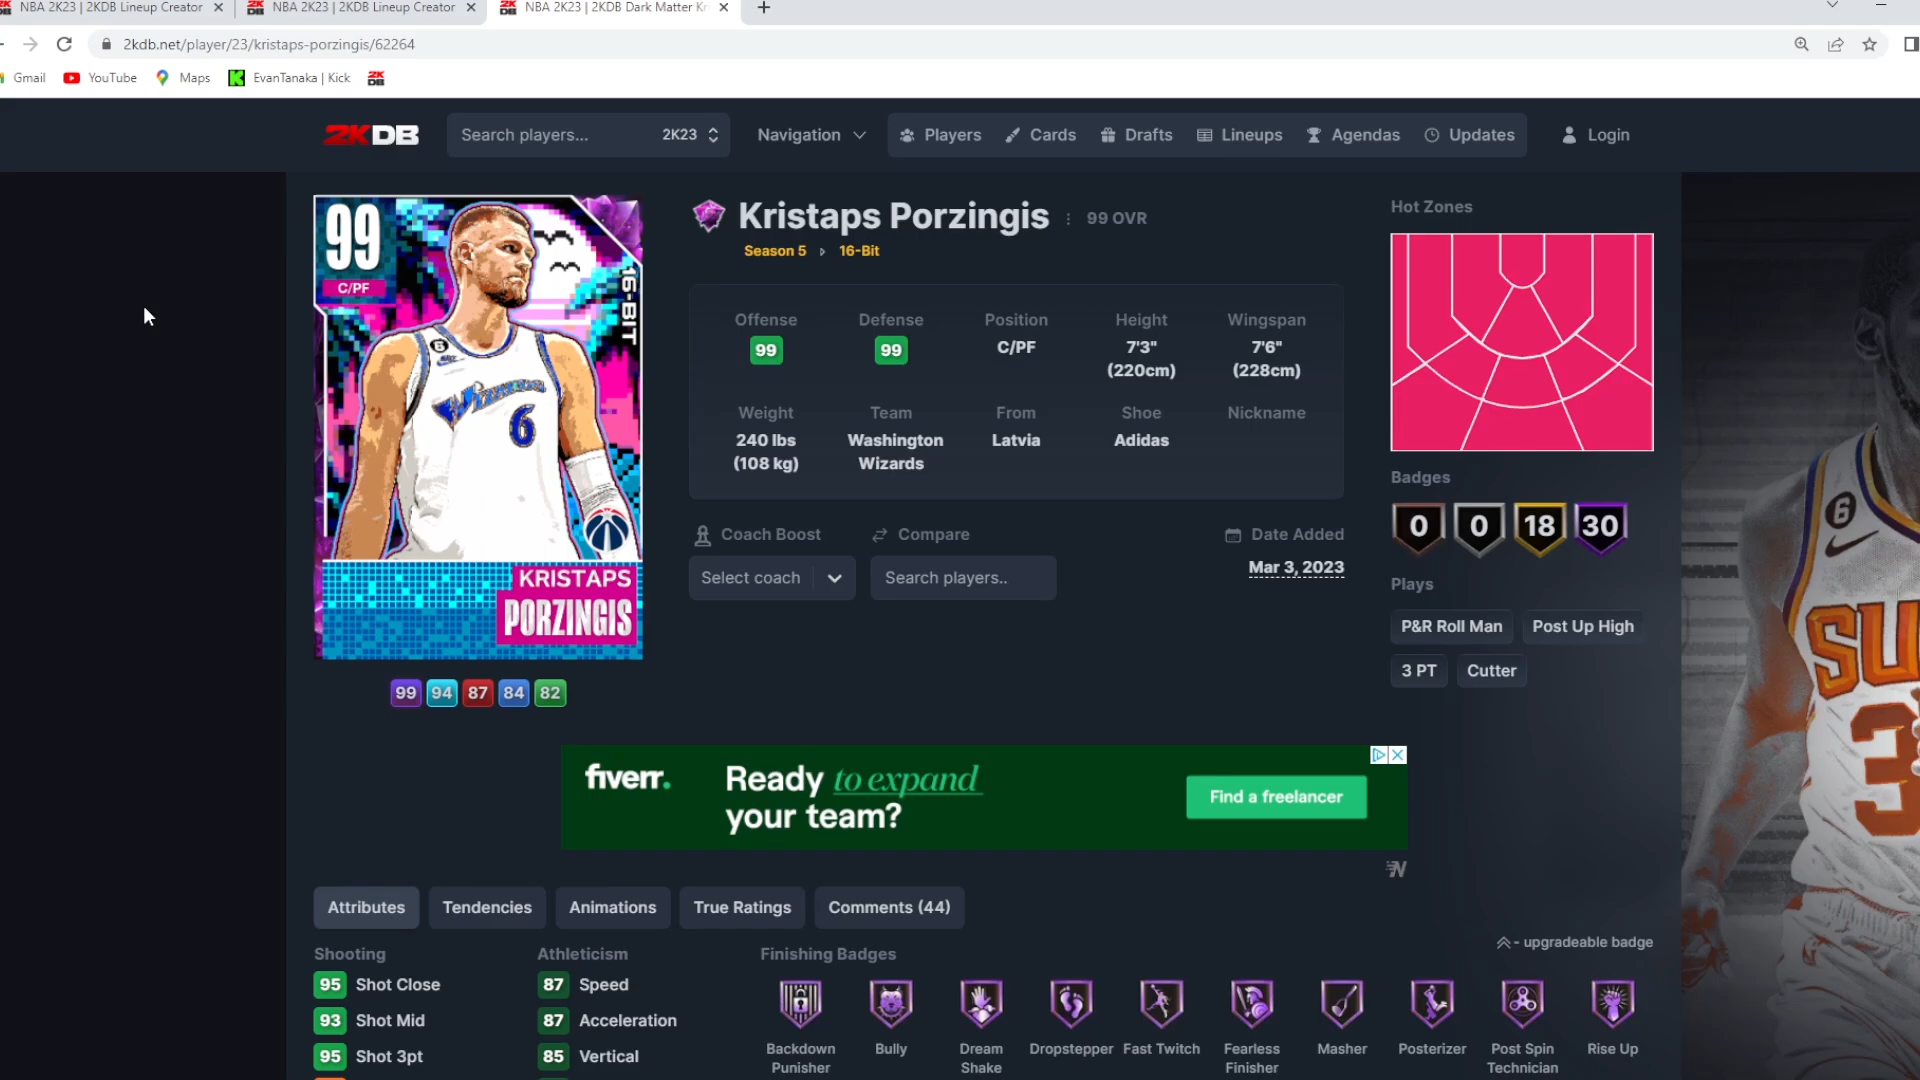 NBA 2K23 | 2KDB Lineup Creator
NBA 2K23 | 2KDB Lineup Creator
NBA 2K23 | 2KDB Dark Matter Kr
2kdb.net/player/23/kristaps-porzingis/62264
Gmail
YouTube
Maps
EvanTanaka | Kick
2K
DB
2KDB
Search players...
2K23
Navigation
Players
Cards
Drafts
Lineups
Agendas
Updates
Login
99
C/PF
16-BIT
6
Wizards
6
KRISTAPS
PORZINGIS
99 94 87 84 82
Kristaps Porzingis : 99 OVR
Season 5
16-Bit
Offense
Defense
Position
Height
Wingspan
99
99
C/PF
7'3"
(220cm)
7'6"
(228cm)
Weight
Team
From
Shoe
Nickname
240 lbs
(108 kg)
Washington
Wizards
Latvia
Adidas
Coach Boost
Compare
Date Added
Select coach
Search players..
Mar 3, 2023
Hot Zones
Badges
0 0 18 30
Plays
P&R Roll Man
Post Up High
3 PT
Cutter
6
SU
3
fiverr.
Ready to expand
your team?
Find a freelancer
Attributes
Tendencies
Animations
True Ratings
Comments (44)
- upgradeable badge
Shooting
95 Shot Close
93 Shot Mid
95 Shot 3pt
Athleticism
87 Speed
87 Acceleration
85 Vertical
Finishing Badges
Backdown
Punisher
Bully
Dream
Shake
Dropstepper
Fast Twitch
Fearless
Finisher
Masher
Posterizer
Post Spin
Technician
Rise Up